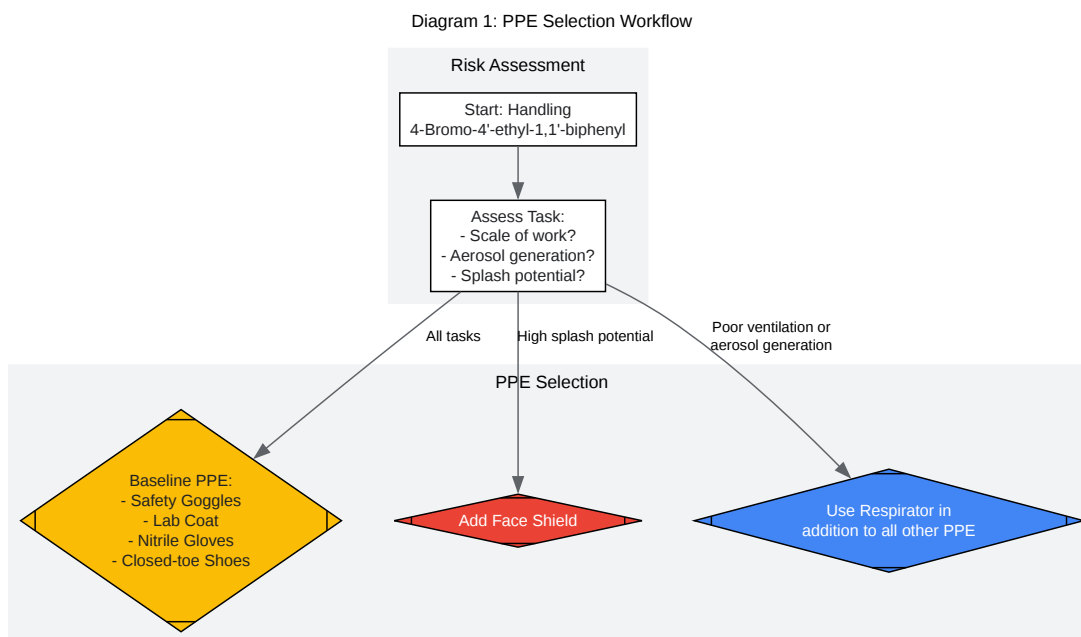 Diagram 1: PPE Selection Workflow
Risk Assessment
Start: Handling
4-Bromo-4'-ethyl-1,1'-biphenyl
Assess Task:
- Scale of work?
- Aerosol generation?
- Splash potential?
All tasks
High splash potential
Poor ventilation or
aerosol generation
PPE Selection
Baseline PPE:
- Safety Goggles
- Lab Coat
- Nitrile Gloves
- Closed-toe Shoes
Add Face Shield
Use Respirator in
addition to all other PPE